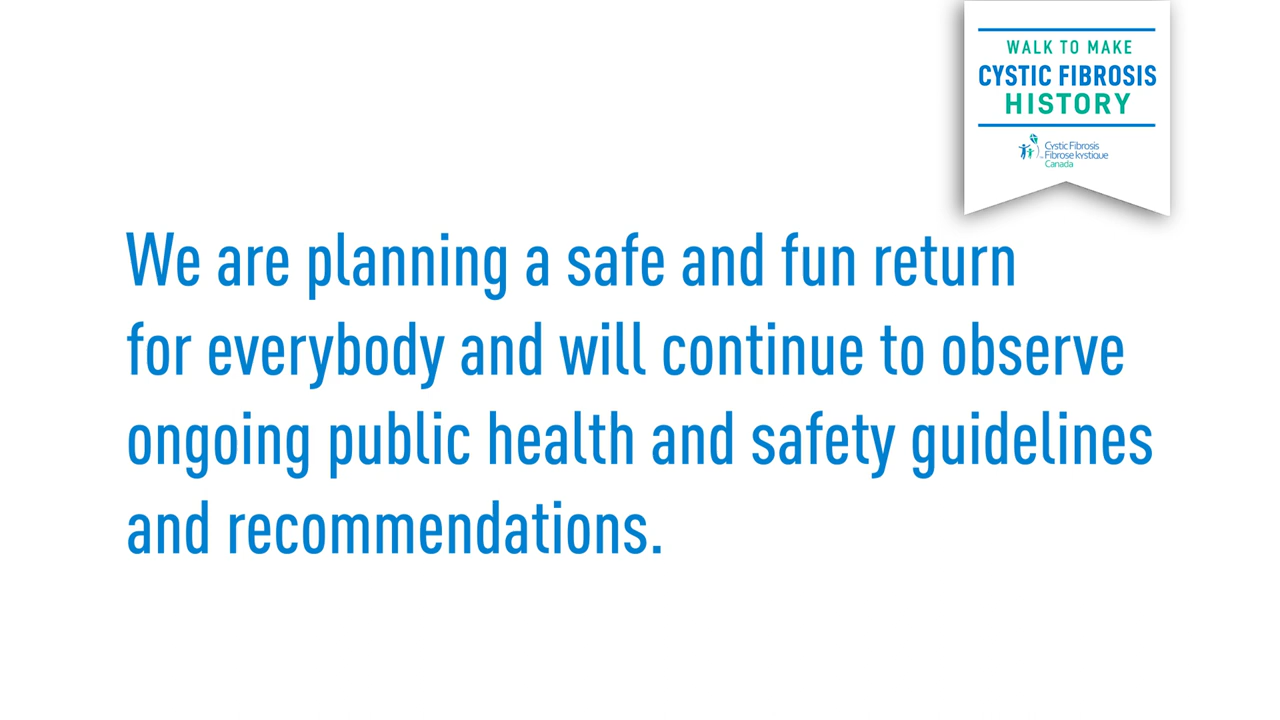 WALK TO MAKE
CYSTIC FIBROSIS
HISTORY
Cystic Fibrosis
Fibrose kystique
Canada
We are planning a safe and fun return
for everybody and will continue to observe
ongoing public health and safety guidelines
and recommendations.